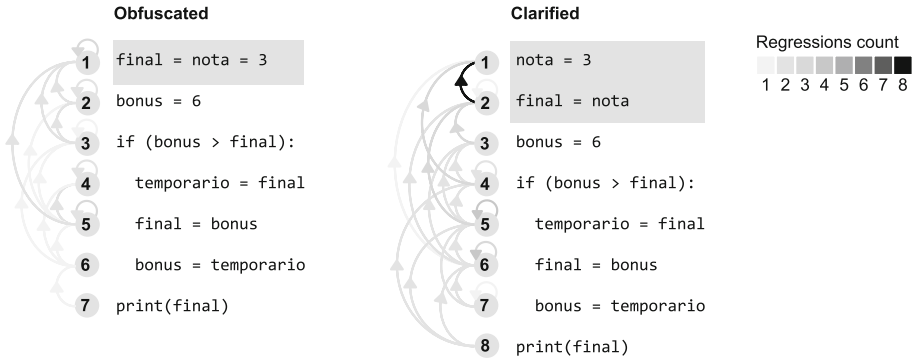 Obfuscated
1 final = nota = 3
2 bonus = 6
3 if (bonus > final):
4 temporario = final
5 final = bonus
6 bonus = temporario
7 print(final)
Clarified
1 nota = 3
2 final = nota
3 bonus = 6
4 if (bonus > final):
5 temporario = final
6 final = bonus
7 bonus = temporario
8 print(final)
Regressions count
1 2 3 4 5 6 7 8